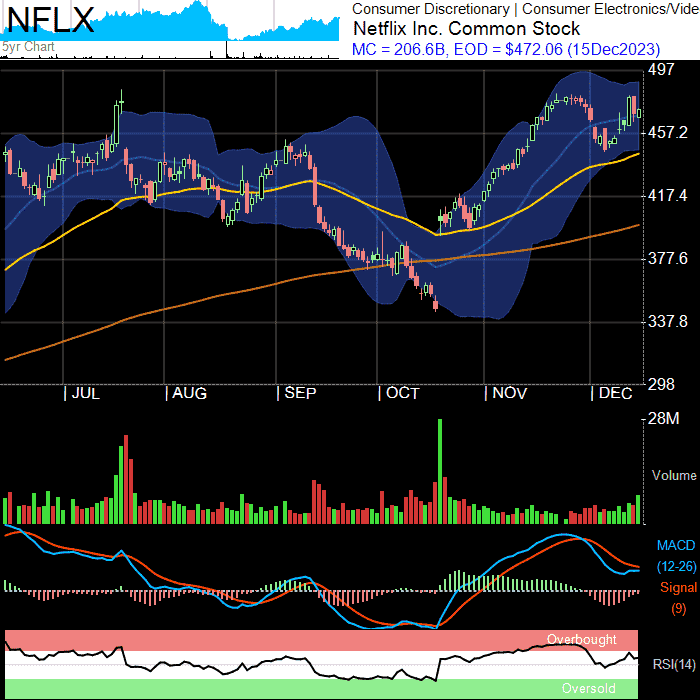 NFLX
5yr Chart
Consumer Discretionary | Consumer Electronics/Vide
Netflix Inc. Common Stock
MC = 206.6B, EOD = $472.06 (15Dec2023)
497
457.2
417.4
377.6
337.8
298
| JUL | AUG | SEP | OCT | NOV | DEC
28M
Volume
MACD
(12-26)
Signal
(9)
Overbought
RSI(14)
Oversold